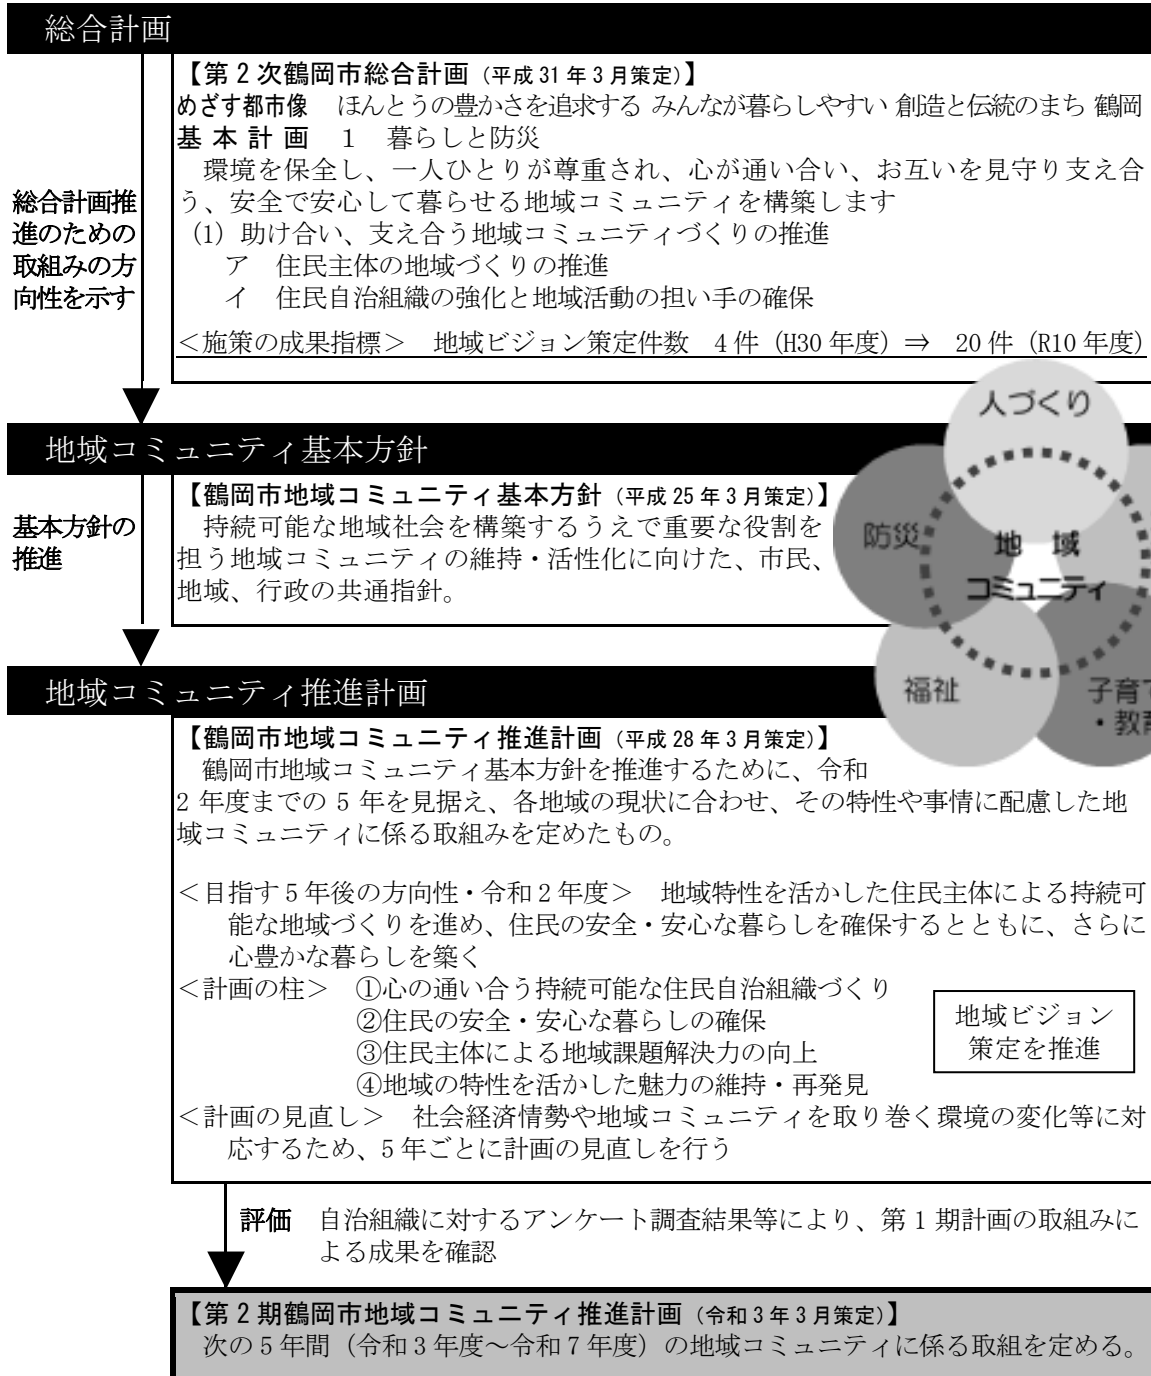 総合計画
【第2次鶴岡市総合計画（平成31年3月策定）】
めざす都市像　ほんとうの豊かさを追求する みんなが暮らしやすい 創造と伝統のまち 鶴岡
基本計画　1　暮らしと防災
環境を保全し、一人ひとりが尊重され、心が通い合い、お互いを見守り支え合
う、安全で安心して暮らせる地域コミュニティを構築します
(1) 助け合い、支え合う地域コミュニティづくりの推進
ア　住民主体の地域づくりの推進
イ　住民自治組織の強化と地域活動の担い手の確保
＜施策の成果指標＞　地域ビジョン策定件数　4件（H30年度）⇒　20件（R10年度）
総合計画推
進のための
取組みの方
向性を示す
地域コミュニティ基本方針
【鶴岡市地域コミュニティ基本方針（平成25年3月策定）】
持続可能な地域社会を構築するうえで重要な役割を
担う地域コミュニティの維持・活性化に向けた、市民、
地域、行政の共通指針。
基本方針の
推進
人づくり
防災
地　域
コミュニティ
福祉
子育て
・教育
地域コミュニティ推進計画
【鶴岡市地域コミュニティ推進計画（平成28年3月策定）】
鶴岡市地域コミュニティ基本方針を推進するために、令和
2年度までの5年を見据え、各地域の現状に合わせ、その特性や事情に配慮した地
域コミュニティに係る取組みを定めたもの。
＜目指す5年後の方向性・令和2年度＞　地域特性を活かした住民主体による持続可
能な地域づくりを進め、住民の安全・安心な暮らしを確保するとともに、さらに
心豊かな暮らしを築く
＜計画の柱＞　①心の通い合う持続可能な住民自治組織づくり
②住民の安全・安心な暮らしの確保
③住民主体による地域課題解決力の向上
④地域の特性を活かした魅力の維持・再発見
地域ビジョン
策定を推進
＜計画の見直し＞　社会経済情勢や地域コミュニティを取り巻く環境の変化等に対
応するため、5年ごとに計画の見直しを行う
評価　自治組織に対するアンケート調査結果等により、第1期計画の取組みに
よる成果を確認
【第2期鶴岡市地域コミュニティ推進計画（令和3年3月策定）】
次の5年間（令和3年度～令和7年度）の地域コミュニティに係る取組を定める。